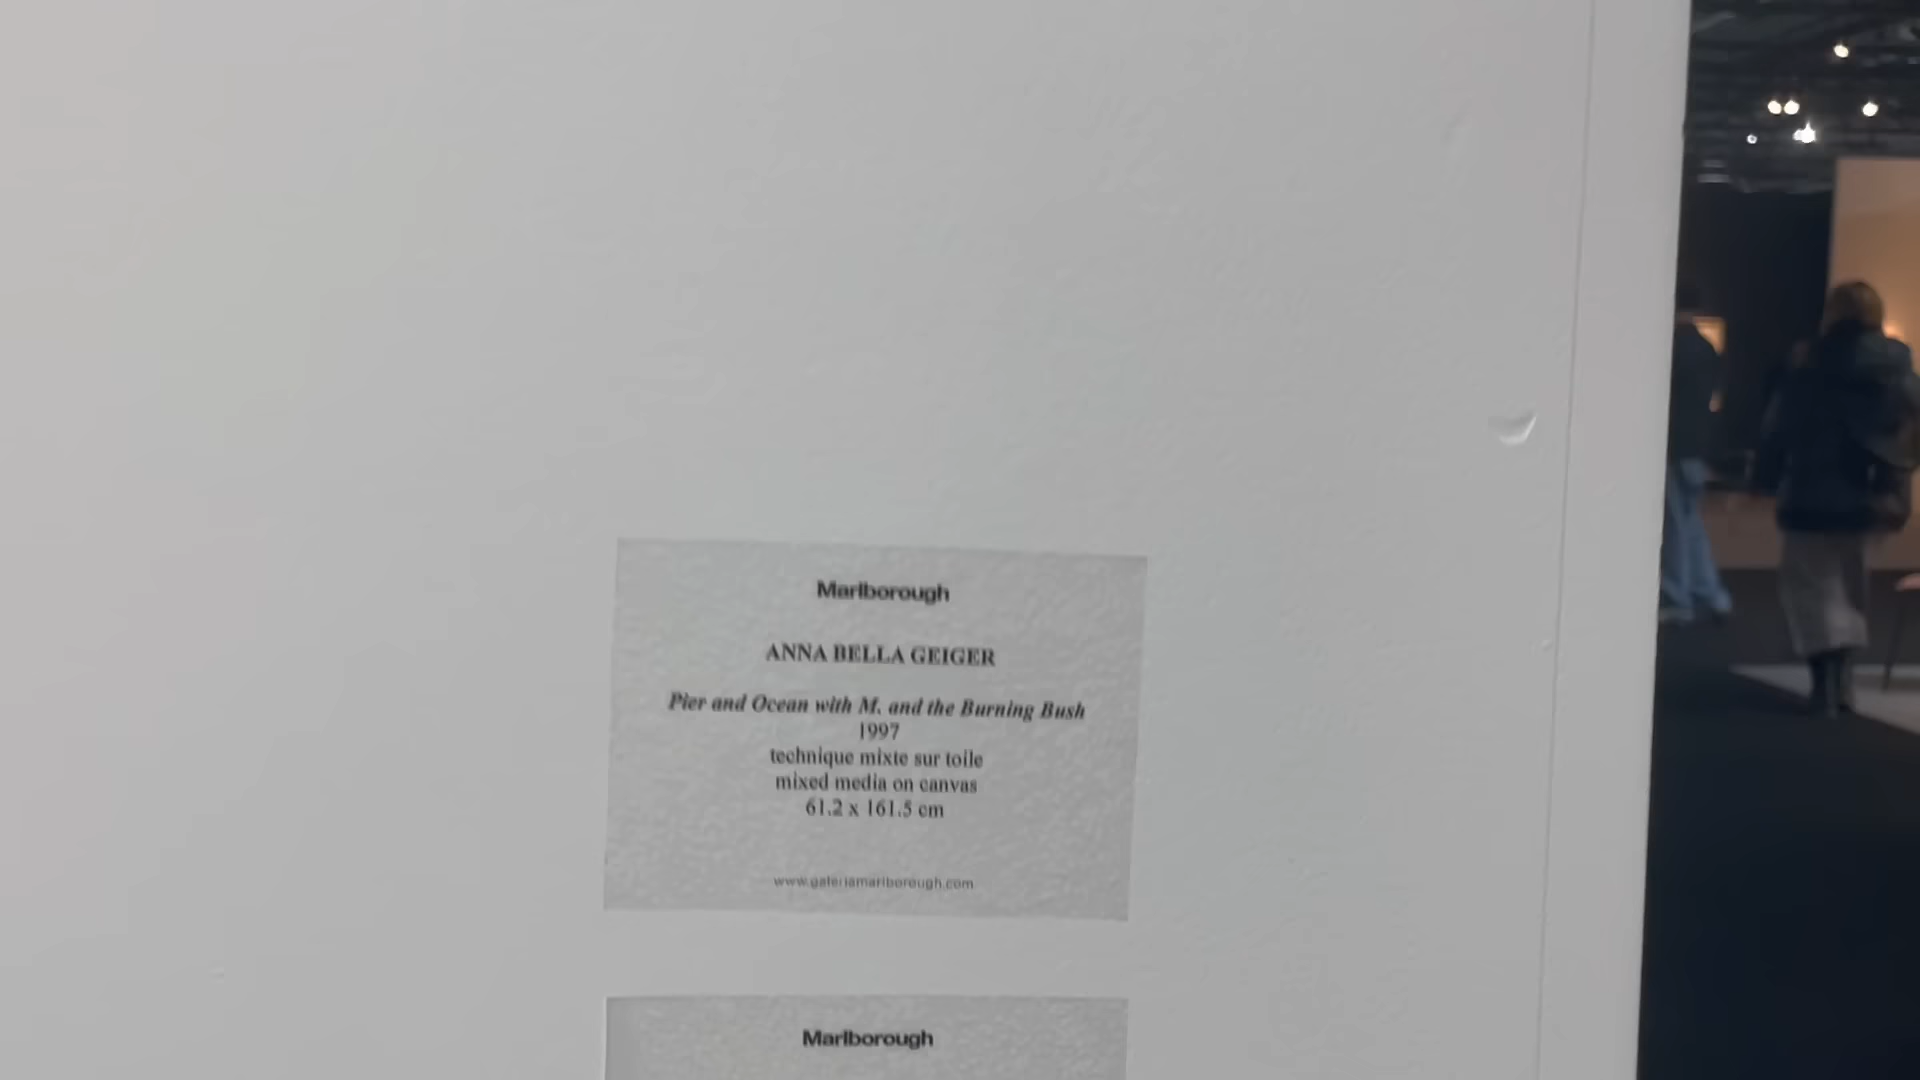 Marlborough
ANNA BELLA GEIGER
Pier and Ocean with M. and the Burning Bush
1997
technique mixte sur toile
mixed media on canvas
61.2 x 161.5 cm
www.galeriamarlborough.com
Marlborough